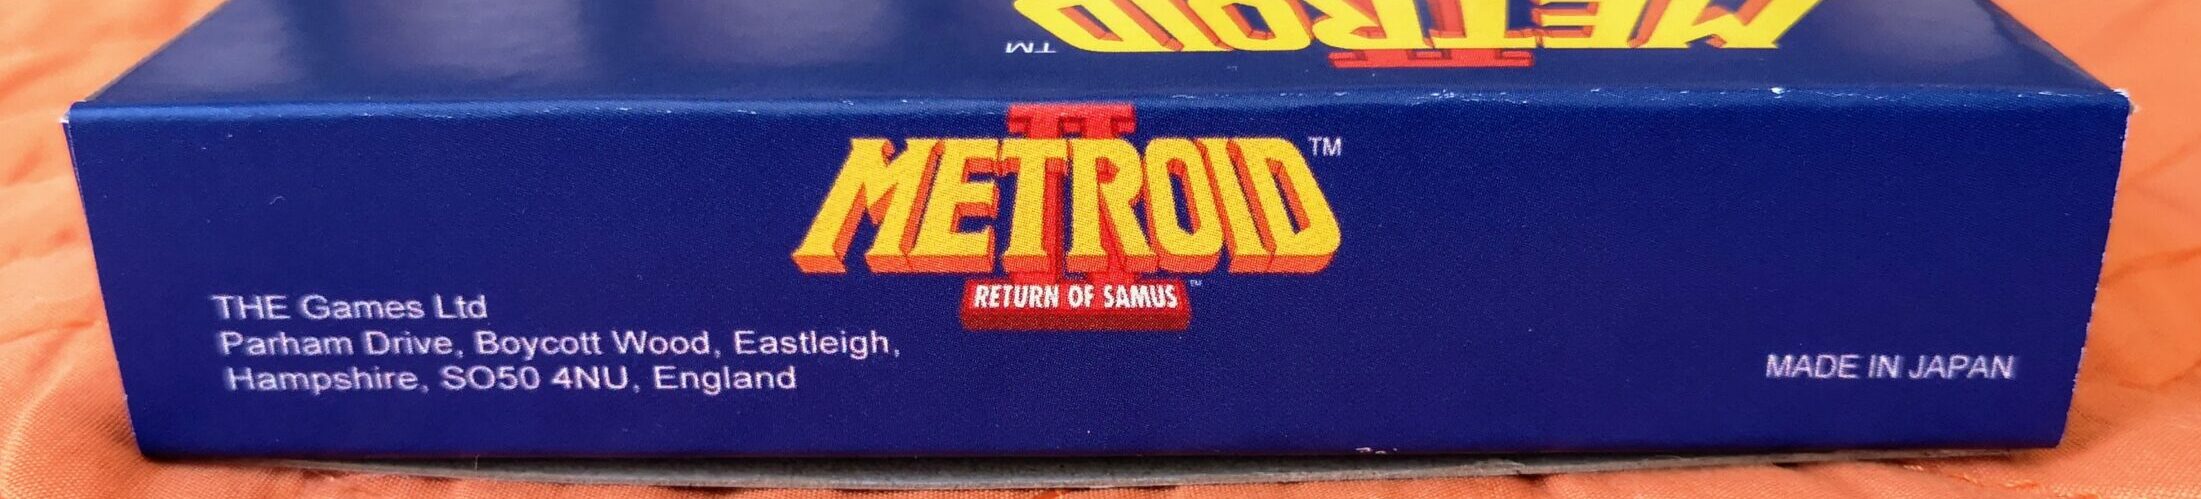 METROID
II
TM
METROID
II
TM
RETURN OF SAMUS
TM
THE Games Ltd
Parham Drive, Boycott Wood, Eastleigh,
Hampshire, SO50 4NU, England
MADE IN JAPAN